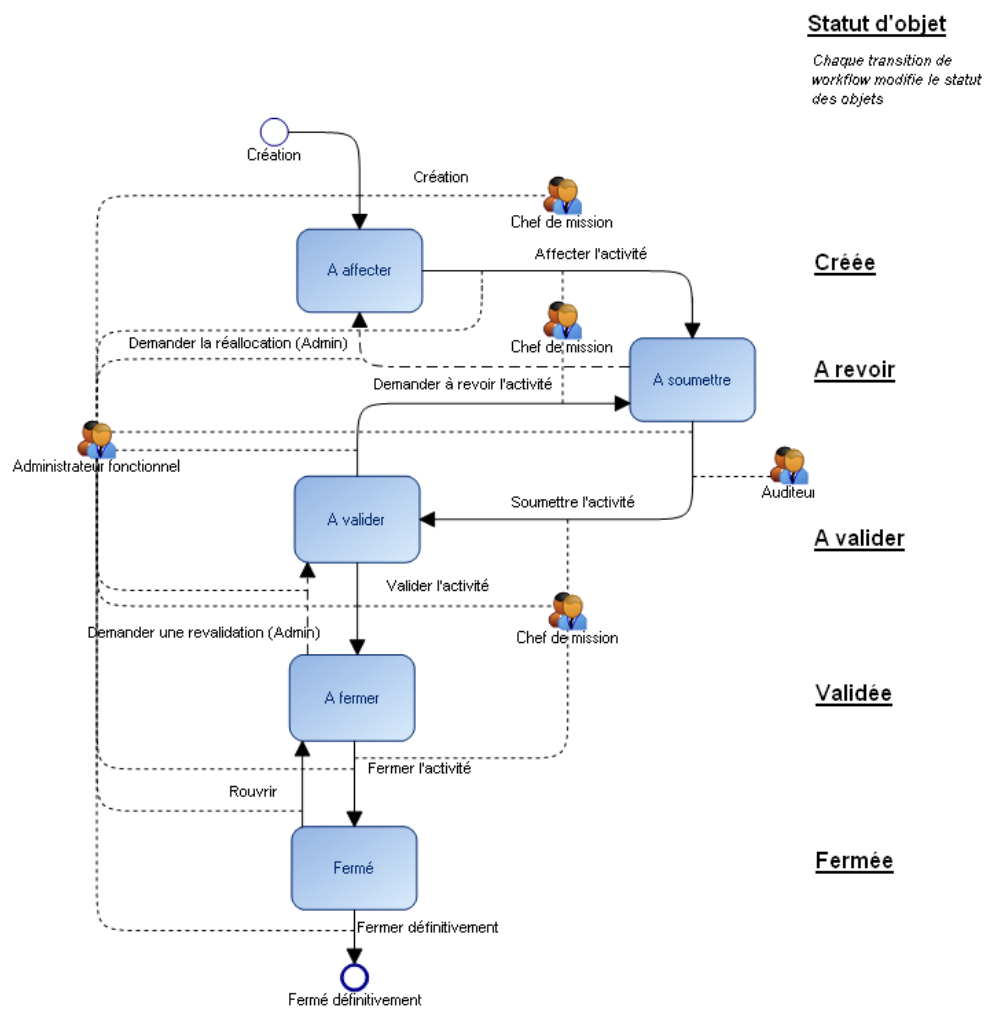 Statut d'objet
Chaque transition de
workflow modifie le statut
des objets
Création
Création
Chef de mission
Affecter l'activité
Créée
A affecter
Demander la réallocation (Admin)
Chef de mission
A revoir
A soumettre
Demander à revoir l'activité
Administrateur fonctionnel
Auditeur
Soumettre l'activité
A valider
A valider
Valider l'activité
Demander une revalidation (Admin)
Chef de mission
A fermer
Validée
Fermer l'activité
Rouvrir
Fermé
Fermée
Fermer définitivement
Fermé définitivement